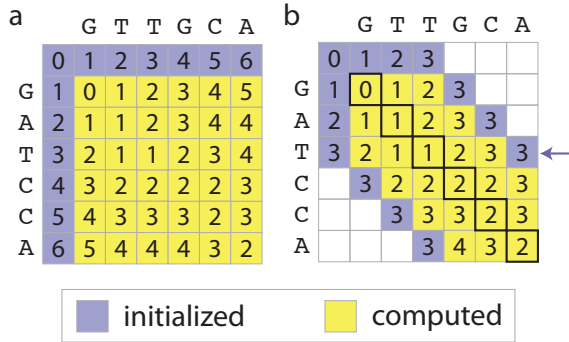 a
G T T G C A
0 1 2 3 4 5 6
G 1 0 1 2 3 4 5
A 2 1 1 2 3 4 4
T 3 2 1 1 2 3 4
C 4 3 2 2 2 2 3
C 5 4 3 3 3 2 3
A 6 5 4 4 4 3 2
b
G T T G C A
0 1 2 3
G 1 0 1 2 3
A 2 1 1 2 3 3
T 3 2 1 1 2 3 3
C 3 2 2 2 2 3
C 3 3 3 2 3
A 3 4 3 2
initialized
computed